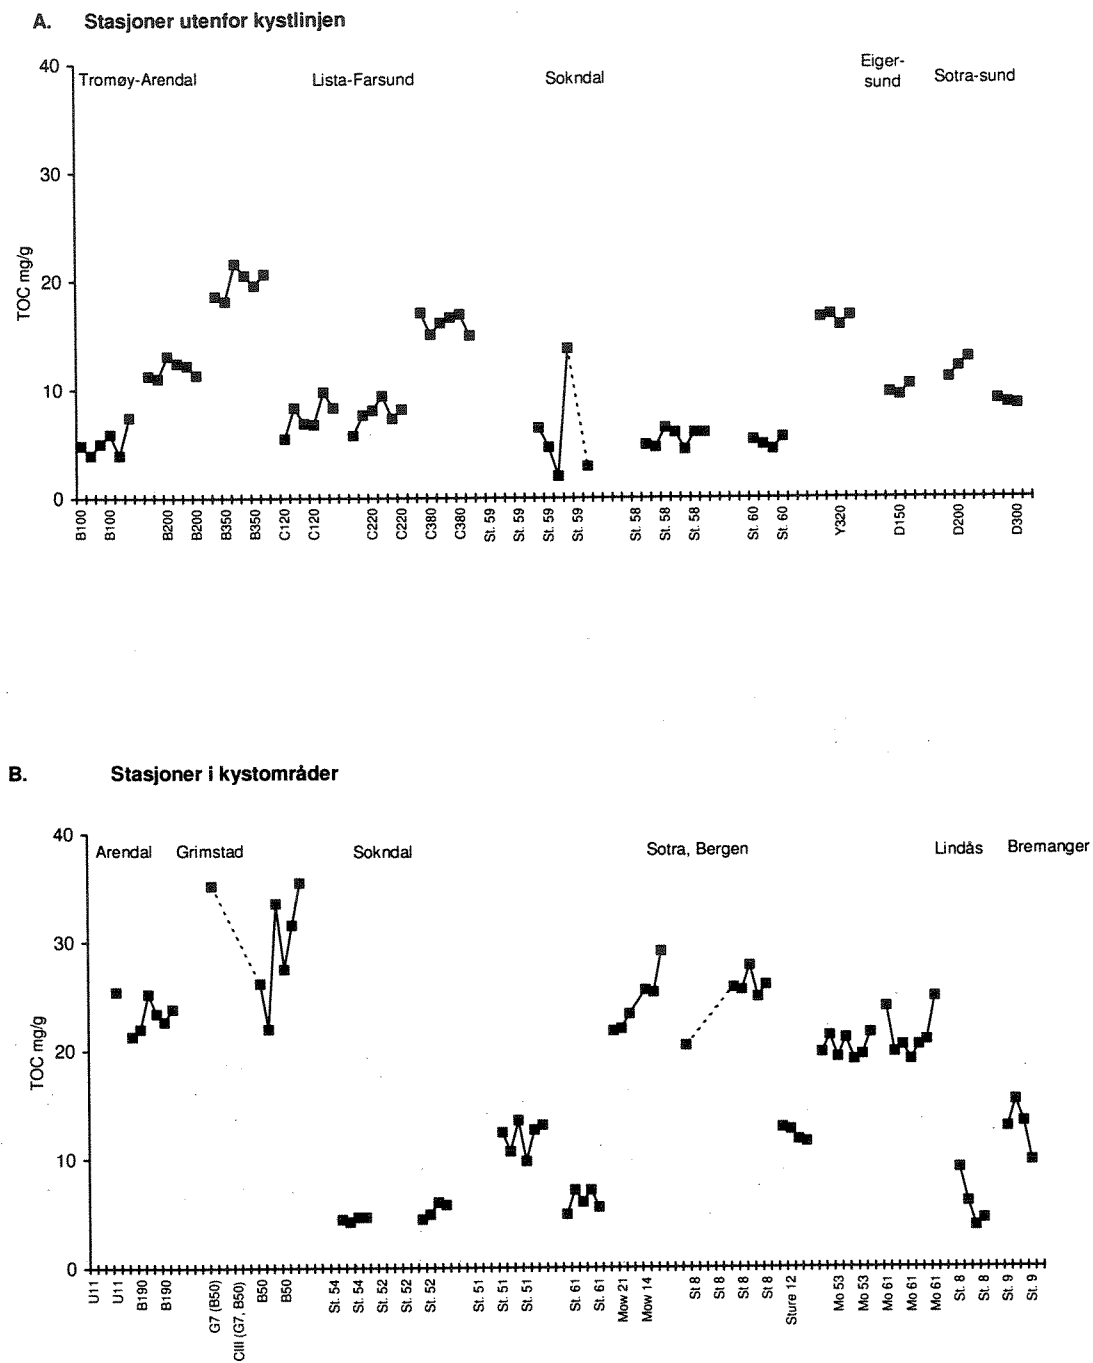 A. Stasjoner utenfor kystlinjen
40
Tromøy-Arendal
Lista-Farsund
Sokndal
Eiger-
sund
Sotra-sund
30
TOC mg/g
20
10
0
B100
B100
B200
B200
B350
B350
C120
C120
C220
C220
C380
C380
St. 59
St. 59
St. 59
St. 59
St. 58
St. 58
St. 58
St. 60
St. 60
Y320
D150
D200
D300
B. Stasjoner i kystområder
40
Arendal
Grimstad
Sokndal
Sotra, Bergen
Lindås
Bremanger
30
TOC mg/g
20
10
0
U11
U11
B190
B190
G7 (B50)
CIII (G7, B50)
B50
B50
St. 54
St. 54
St. 52
St. 52
St. 52
St. 51
St. 51
St. 51
St. 61
St. 61
Mow 21
Mow 14
St 8
St 8
St 8
St 8
Sture 12
Mo 53
Mo 53
Mo 61
Mo 61
Mo 61
St. 8
St. 8
St. 9
St. 9